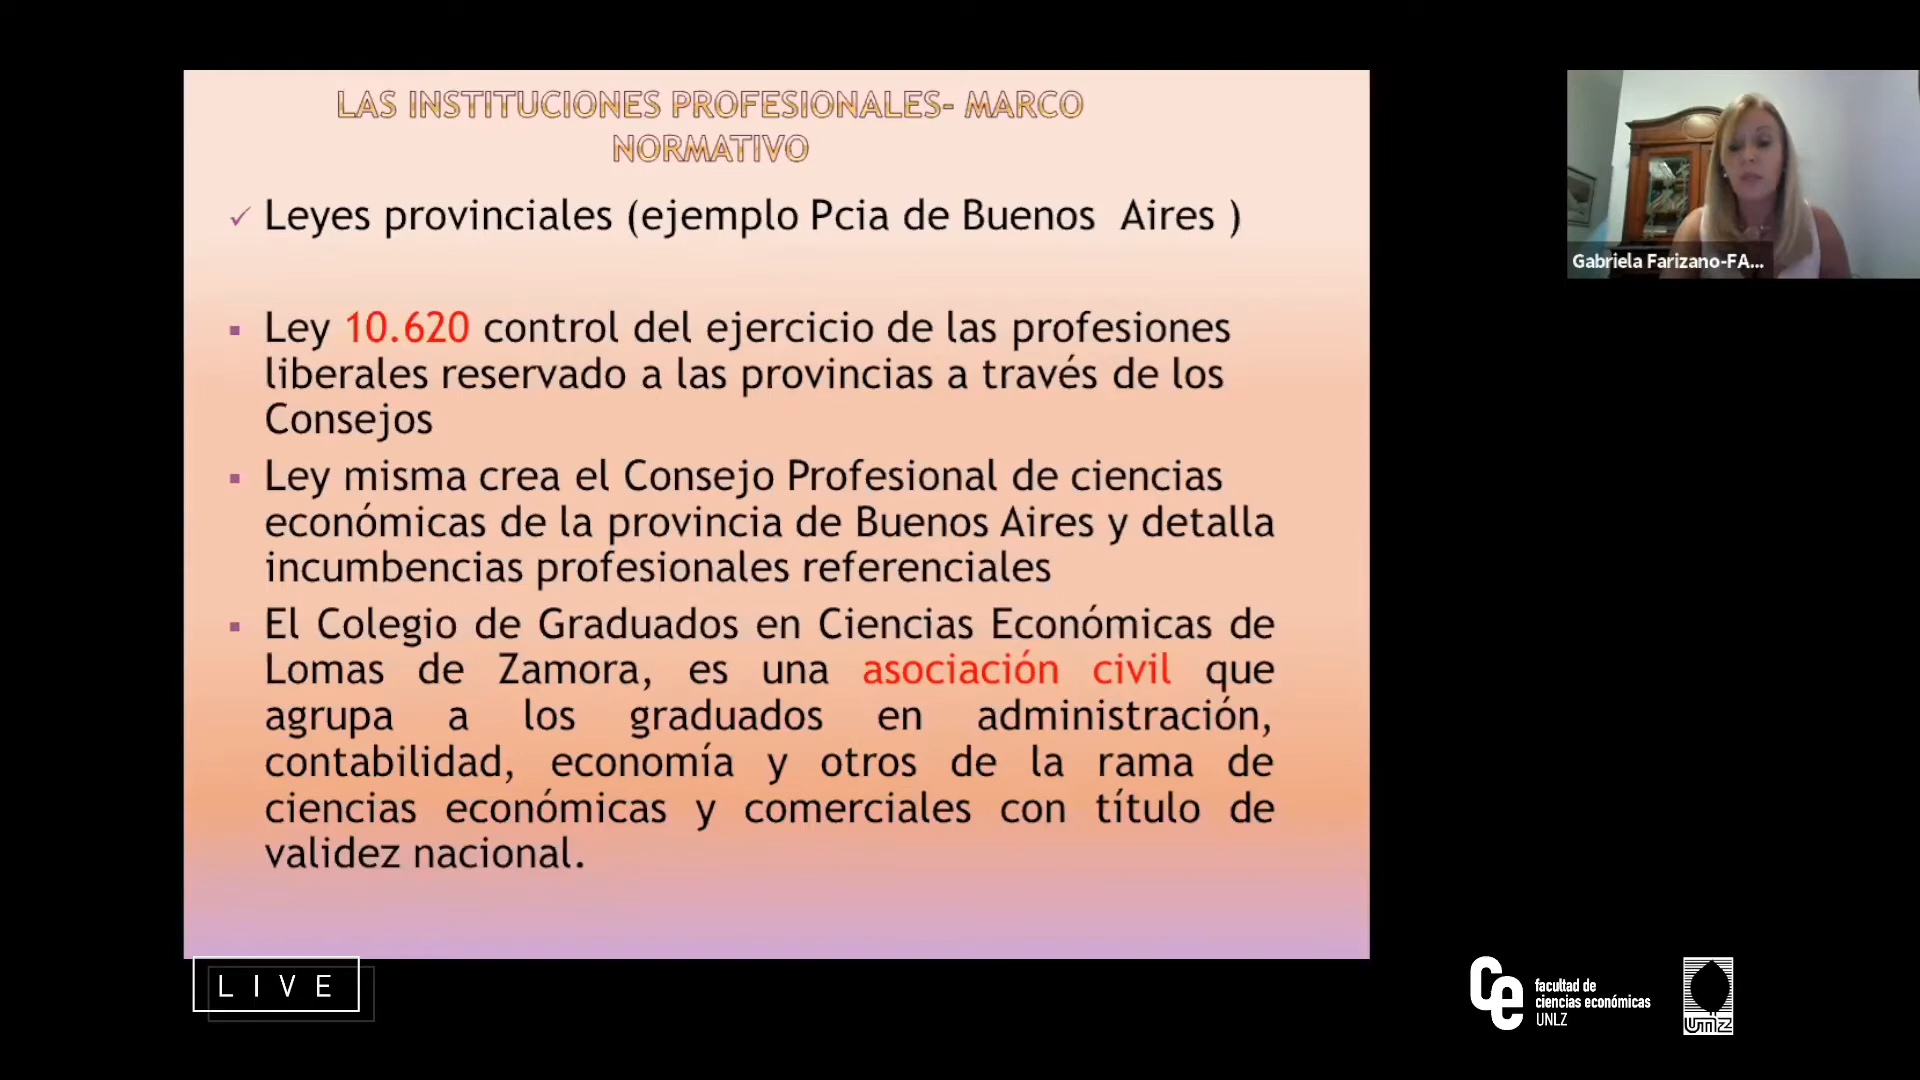 LAS INSTITUCIONES PROFESIONALES- MARCO
NORMATIVO
Leyes provinciales (ejemplo Pcia de Buenos Aires )
Ley 10.620 control del ejercicio de las profesiones
liberales reservado a las provincias a través de los
Consejos
Ley misma crea el Consejo Profesional de ciencias
económicas de la provincia de Buenos Aires y detalla
incumbencias profesionales referenciales
El Colegio de Graduados en Ciencias Económicas de
Lomas de Zamora, es una asociación civil que
agrupa a los graduados en administración,
contabilidad, economía y otros de la rama de
ciencias económicas y comerciales con título de
validez nacional.
Gabriela Farizano-FA...
LIVE
ce
facultad de
ciencias económicas
UNLZ
unlz